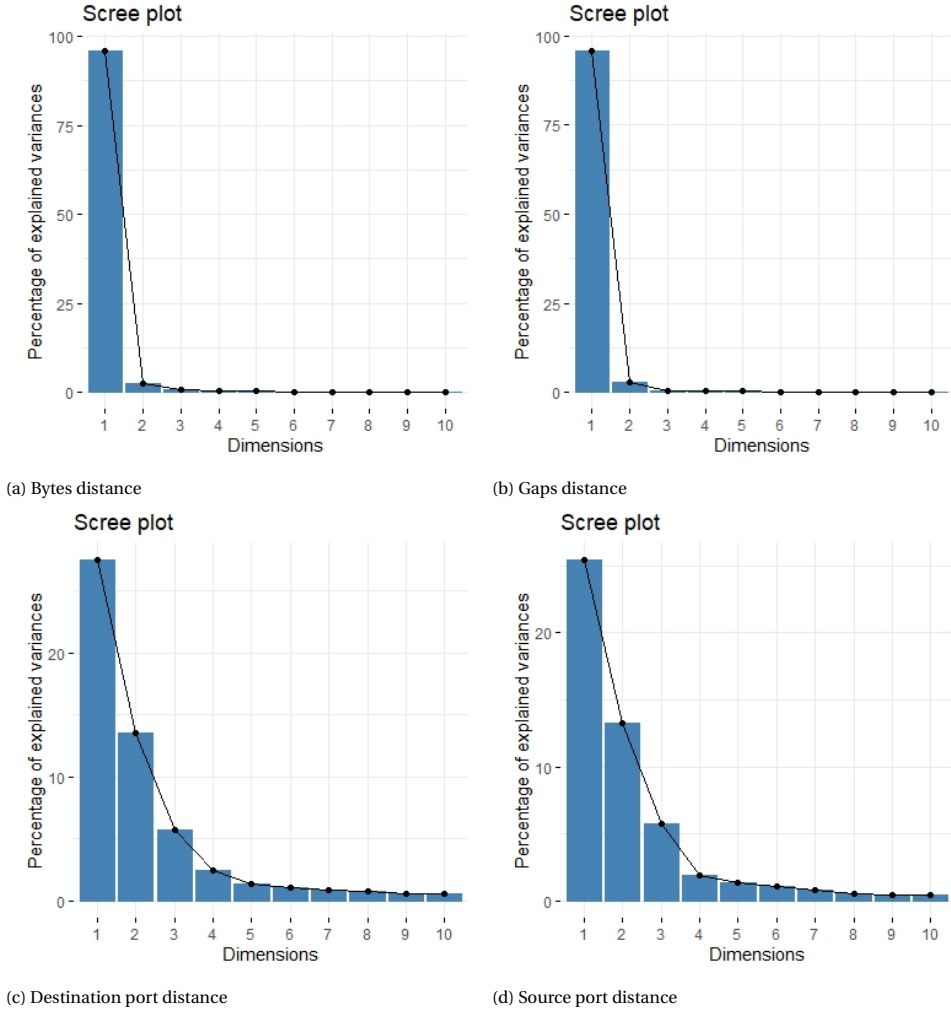 Scree plot
Percentage of explained variances
100
75
50
25
0
1 2 3 4 5 6 7 8 9 10
Dimensions
(a) Bytes distance
Scree plot
Percentage of explained variances
100
75
50
25
0
1 2 3 4 5 6 7 8 9 10
Dimensions
(b) Gaps distance
Scree plot
Percentage of explained variances
20
10
0
1 2 3 4 5 6 7 8 9 10
Dimensions
(c) Destination port distance
Scree plot
Percentage of explained variances
20
10
0
1 2 3 4 5 6 7 8 9 10
Dimensions
(d) Source port distance